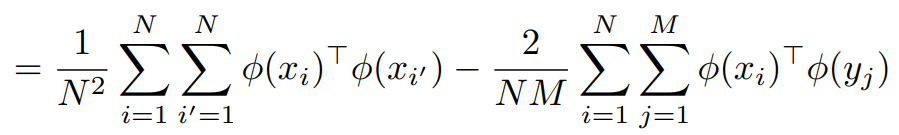 = \frac{1}{N^2} \sum_{i=1}^{N} \sum_{i'=1}^{N} \phi(x_i)^\top \phi(x_{i'}) - \frac{2}{NM} \sum_{i=1}^{N} \sum_{j=1}^{M} \phi(x_i)^\top \phi(y_j)